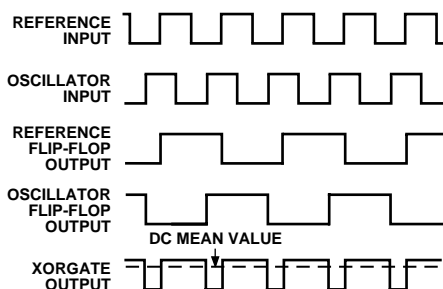 REFERENCE
INPUT
OSCILLATOR
INPUT
REFERENCE
FLIP-FLOP
OUTPUT
OSCILLATOR
FLIP-FLOP
OUTPUT
DC MEAN VALUE
XORGATE
OUTPUT